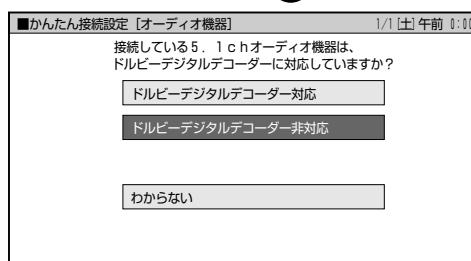 ■かんたん接続設定［オーディオ機器］ 1/1［土］午前 0:00
接続している５．１ｃｈオーディオ機器は、
ドルビーデジタルデコーダーに対応していますか？
ドルビーデジタルデコーダー対応
ドルビーデジタルデコーダー非対応
わからない